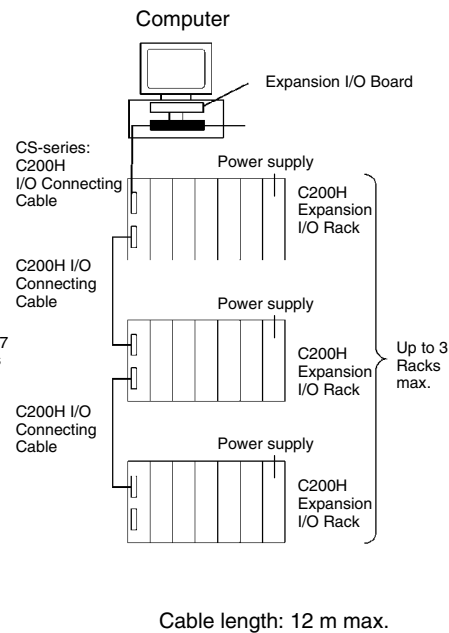 Computer
Expansion I/O Board
CS-series:
C200H
I/O Connecting
Cable
Power supply
C200H
Expansion
I/O Rack
C200H I/O
Connecting
Cable
Power supply
7
C200H
Expansion
I/O Rack
Up to 3
Racks
max.
C200H I/O
Connecting
Cable
Power supply
C200H
Expansion
I/O Rack
Cable length: 12 m max.